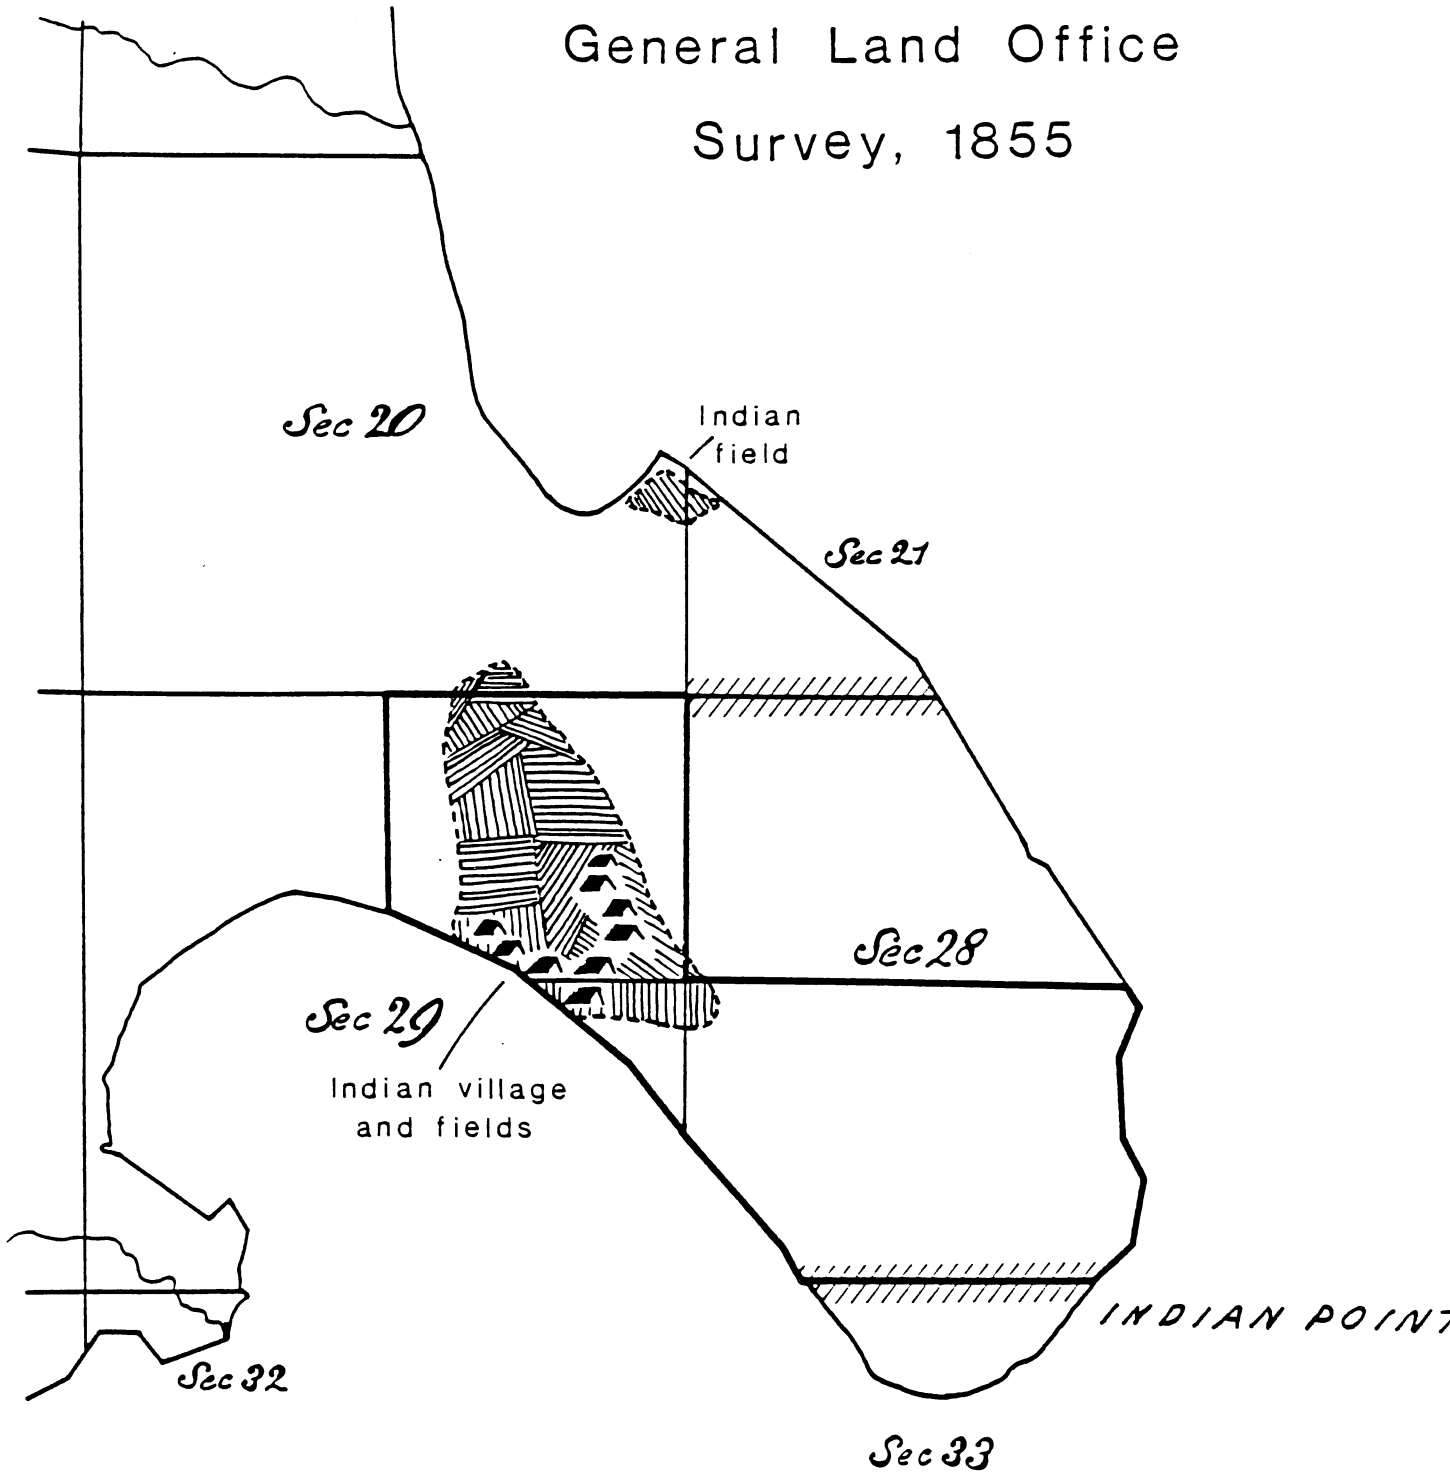 General Land Office
Survey, 1855
Sec 20
Indian
field
Sec 21
Sec 28
Sec 29
Indian village
and fields
INDIAN POINT
Sec 32
Sec 33